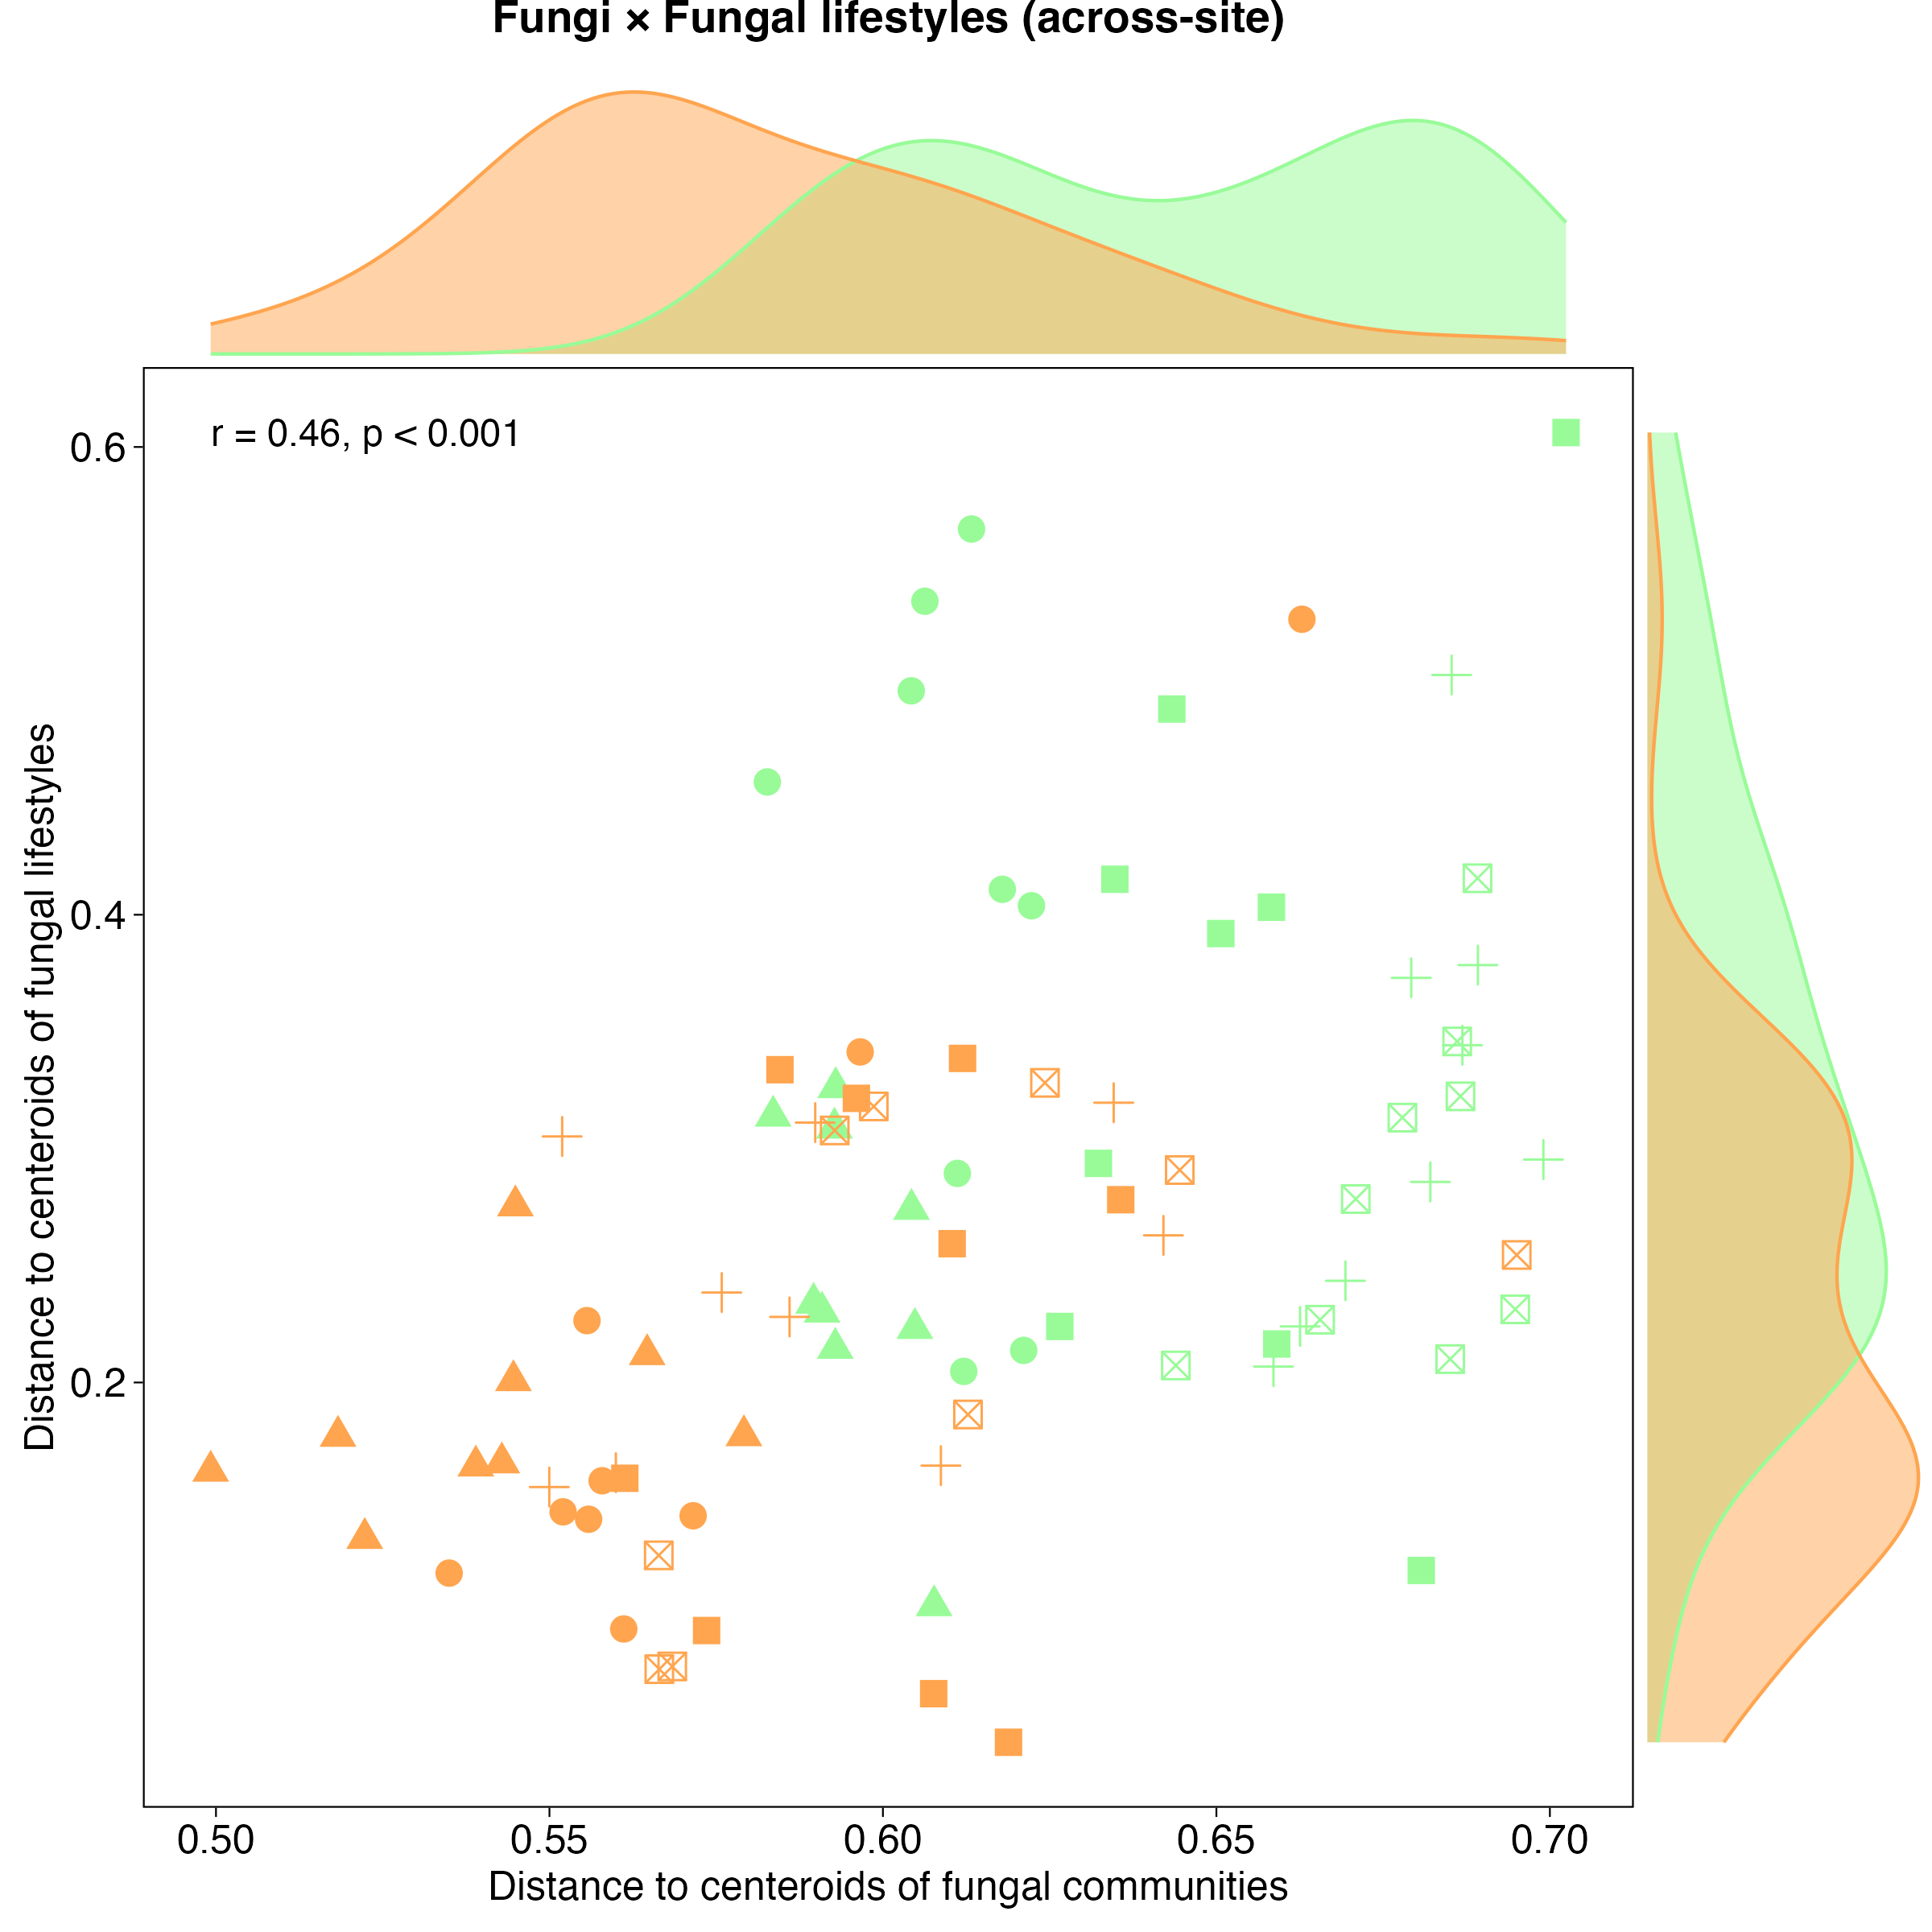 Fungi × Fungal lifestyles (across-site)
r = 0.46, p < 0.001
0.6
0.4
0.2
Distance to centeroids of fungal lifestyles
0.50 0.55 0.60 0.65 0.70
Distance to centeroids of fungal communities